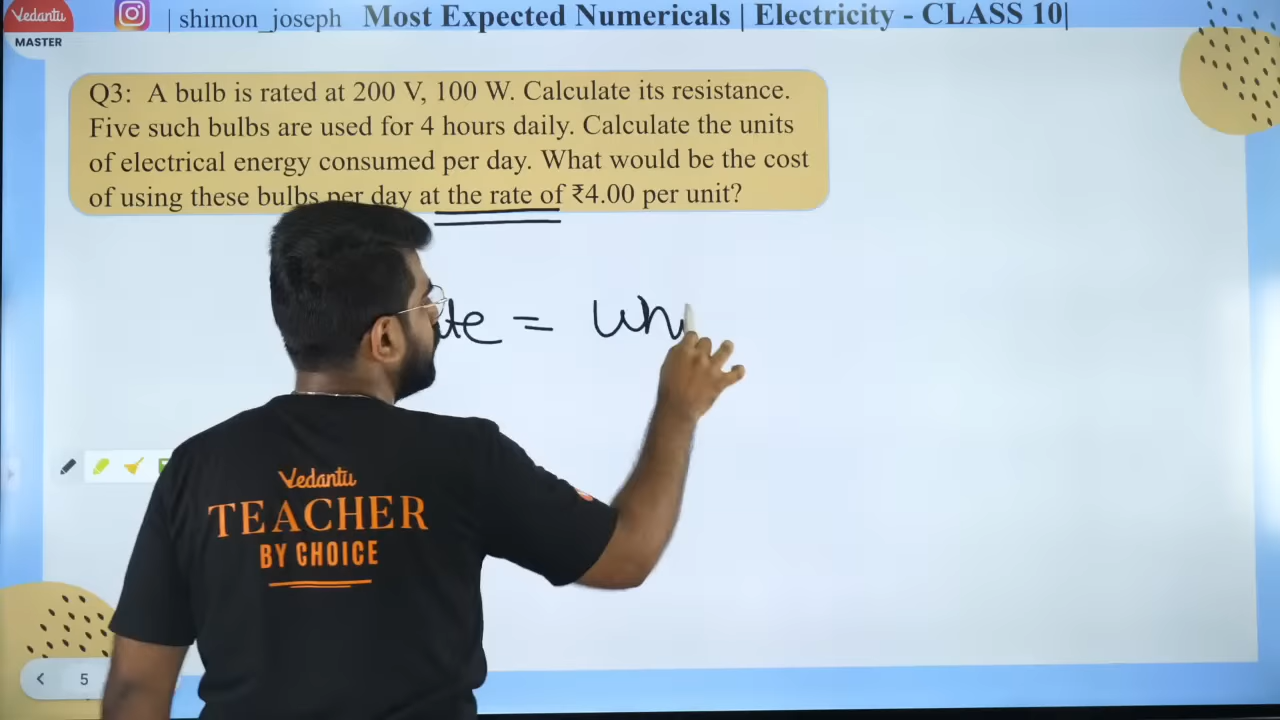 Vedantu
MASTER
| shimon_joseph
Most Expected Numericals | Electricity - CLASS 10|
Q3: A bulb is rated at 200 V, 100 W. Calculate its resistance.
Five such bulbs are used for 4 hours daily. Calculate the units
of electrical energy consumed per day. What would be the cost
of using these bulbs per day at the rate of ₹4.00 per unit?
=
Vedantu
TEACHER
BY CHOICE
5